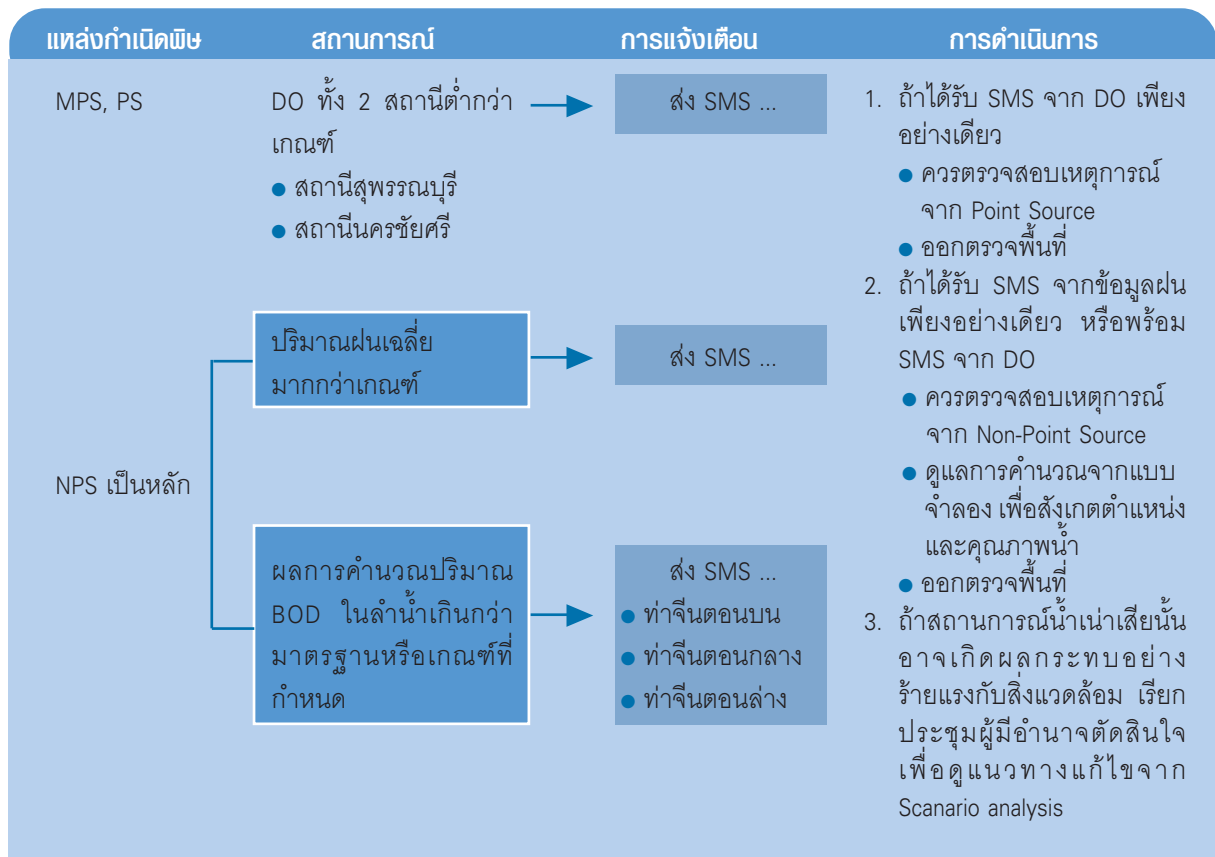 แหล่งกำเนิดพิษ
สถานการณ์
การแจ้งเตือน
การดำเนินการ
MPS, PS
DO ทั้ง 2 สถานีต่ำกว่า
เกณฑ์
● สถานีสุพรรณบุรี
● สถานีนครชัยศรี
ส่ง SMS ...
NPS เป็นหลัก
ปริมาณฝนเฉลี่ย
มากกว่าเกณฑ์
ส่ง SMS ...
ผลการคำนวณปริมาณ
BOD ในลำน้ำเกินกว่า
มาตรฐานหรือเกณฑ์ที่
กำหนด
ส่ง SMS ...
● ท่าจีนตอนบน
● ท่าจีนตอนกลาง
● ท่าจีนตอนล่าง
1. ถ้าได้รับ SMS จาก DO เพียง
อย่างเดียว
● ควรตรวจสอบเหตุการณ์
จาก Point Source
● ออกตรวจพื้นที่
2. ถ้าได้รับ SMS จากข้อมูลฝน
เพียงอย่างเดียว หรือพร้อม
SMS จาก DO
● ควรตรวจสอบเหตุการณ์
จาก Non-Point Source
● ดูแลการคำนวณจากแบบ
จำลอง เพื่อสังเกตตำแหน่ง
และคุณภาพน้ำ
● ออกตรวจพื้นที่
3. ถ้าสถานการณ์น้ำเน่าเสียนั้น
อาจเกิดผลกระทบอย่าง
ร้ายแรงกับสิ่งแวดล้อม เรียก
ประชุมผู้มีอำนาจตัดสินใจ
เพื่อดูแนวทางแก้ไขจาก
Scanario analysis